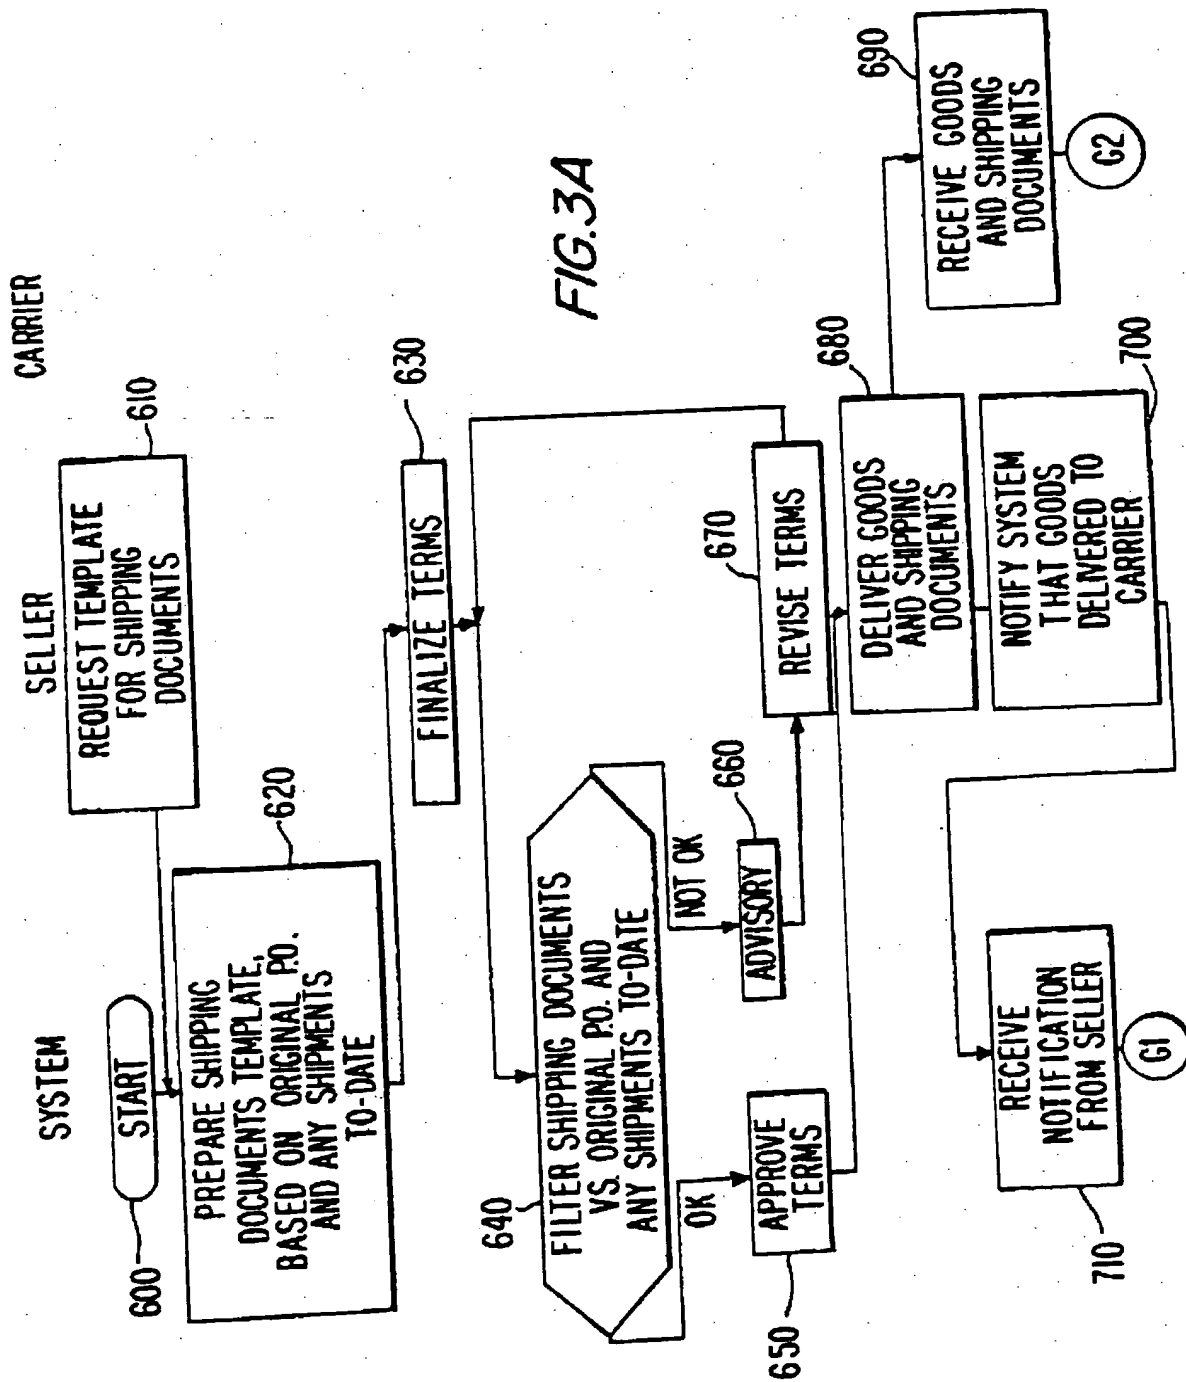 SYSTEM
SELLER
CARRIER
600
START
REQUEST TEMPLATE
FOR SHIPPING
DOCUMENTS
610
PREPARE SHIPPING
DOCUMENTS TEMPLATE,
BASED ON ORIGINAL P.O.
AND ANY SHIPMENTS
TO-DATE
620
FINALIZE TERMS
630
640
FILTER SHIPPING DOCUMENTS
VS. ORIGINAL P.O. AND
ANY SHIPMENTS TO-DATE
OK
NOT OK
650
APPROVE
TERMS
ADVISORY
660
REVISE TERMS
670
DELIVER GOODS
AND SHIPPING
DOCUMENTS
680
RECEIVE GOODS
AND SHIPPING
DOCUMENTS
690
G2
NOTIFY SYSTEM
THAT GOODS
DELIVERED TO
CARRIER
700
710
RECEIVE
NOTIFICATION
FROM SELLER
G1
FIG.3A